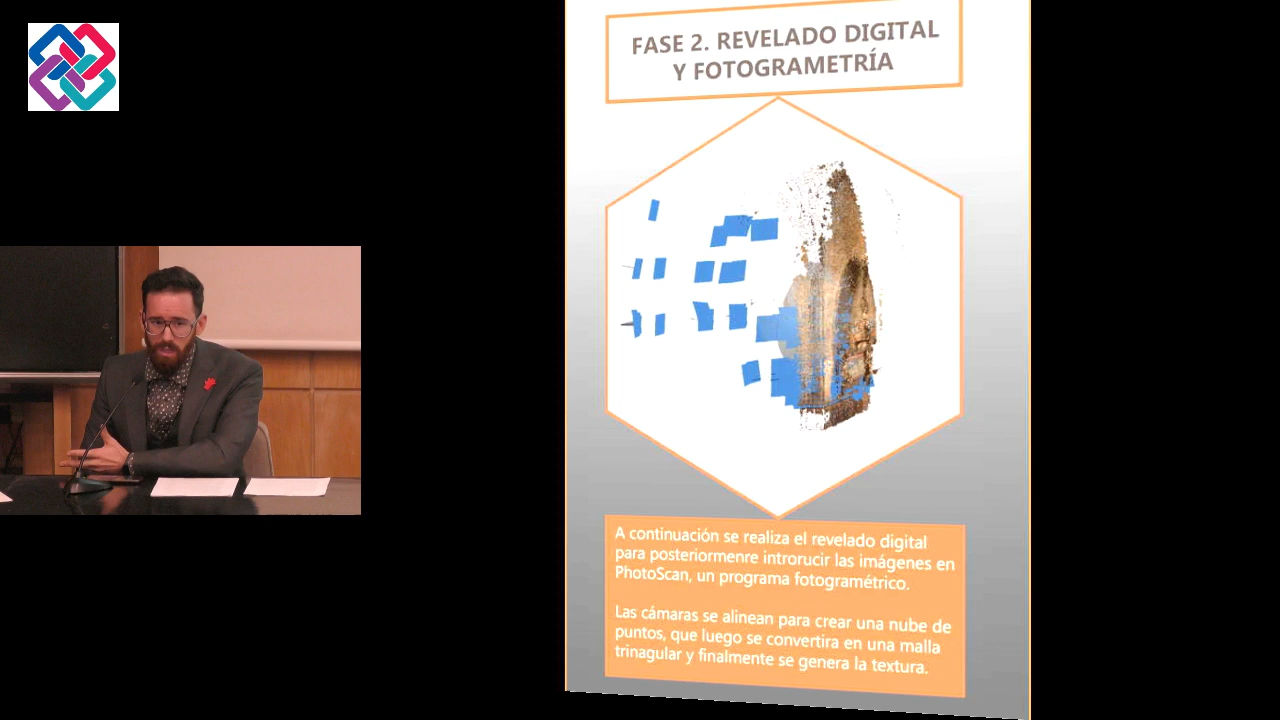 FASE 2. REVELADO DIGITAL
Y FOTOGRAMETRÍA
A continuación se realiza el revelado digital
para posteriormenre introrucir las imágenes en
PhotoScan, un programa fotogramétrico.
Las cámaras se alinean para crear una nube de
puntos, que luego se convertira en una malla
trinagular y finalmente se genera la textura.